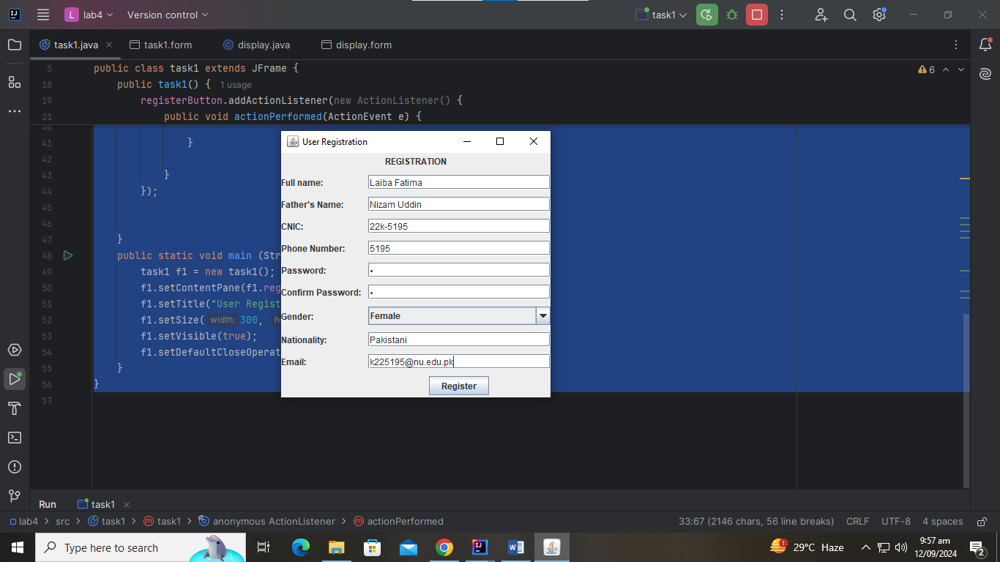 L lab4 Version control task1
task1.java task1.form display.java display.form
5 public class task1 extends JFrame { 6
18 public task1() { 1 usage
19 registerButton.addActionListener(new ActionListener() {
21 public void actionPerformed(ActionEvent e) {
40
41 }
42
43 }
44 });
45
46
47 }
48 public static void main (Str
49 task1 f1 = new task1();
50 f1.setContentPane(f1.reg
51 f1.setTitle("User Regist
52 f1.setSize( width: 300, h
53 f1.setVisible(true);
54 f1.setDefaultCloseOperat
55 }
56 }
57
User Registration
REGISTRATION
Full name: Laiba Fatima
Father's Name: Nizam Uddin
CNIC: 22k-5195
Phone Number: 5195
Password: •
Confirm Password: •
Gender: Female
Nationality: Pakistani
Email: k225195@nu.edu.pk
Register
Run task1
lab4 > src > task1 > task1 > anonymous ActionListener > actionPerformed 33:67 (2146 chars, 56 line breaks) CRLF UTF-8 4 spaces
Type here to search 1 29°C Haze 9:57 am
12/09/2024 2